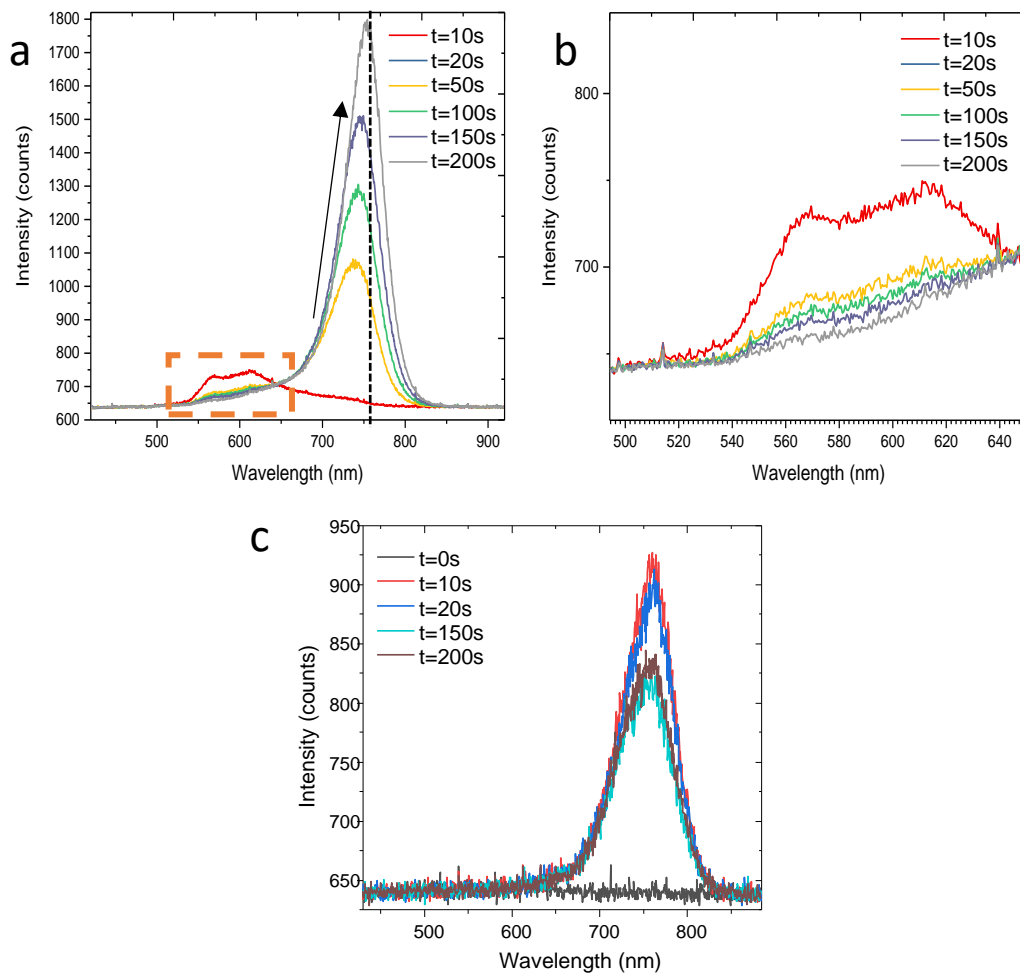 a
1800
1700
1600
1500
1400
1300
1200
1100
1000
900
800
700
600
500 600 700 800 900
Intensity (counts)
Wavelength (nm)
t=10s
t=20s
t=50s
t=100s
t=150s
t=200s
b
800
700
500 520 540 560 580 600 620 640
Intensity (counts)
Wavelength (nm)
t=10s
t=20s
t=50s
t=100s
t=150s
t=200s
c
950
900
850
800
750
700
650
500 600 700 800
Intensity (counts)
Wavelength (nm)
t=0s
t=10s
t=20s
t=150s
t=200s